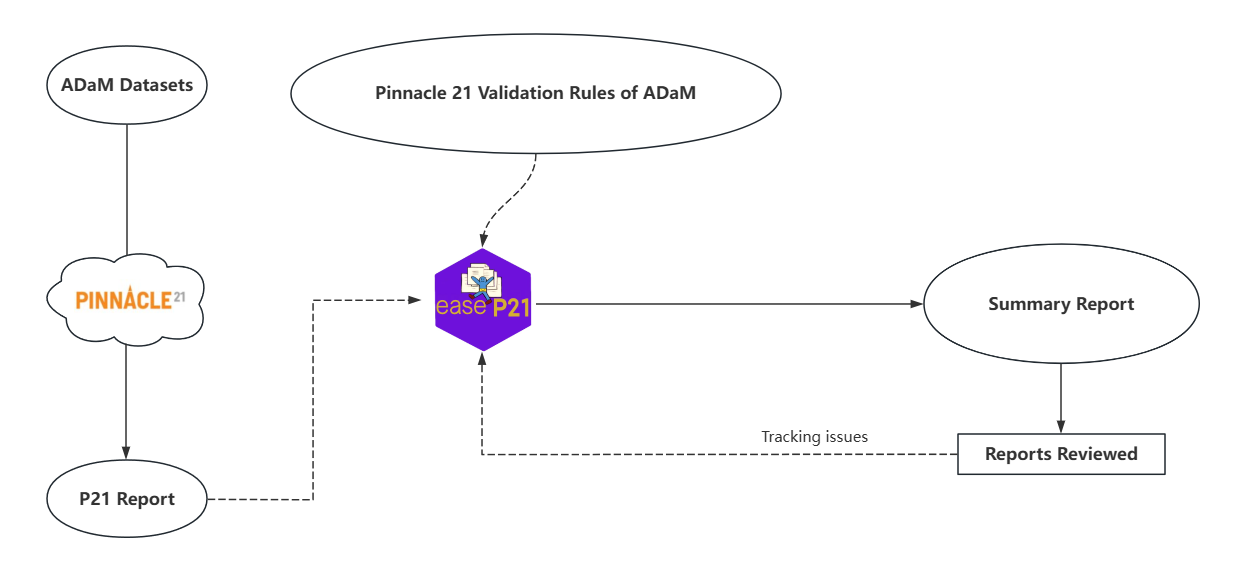 ADaM Datasets
Pinnacle 21 Validation Rules of ADaM
PINNACLE 21
ease P21
Summary Report
Tracking issues
Reports Reviewed
P21 Report